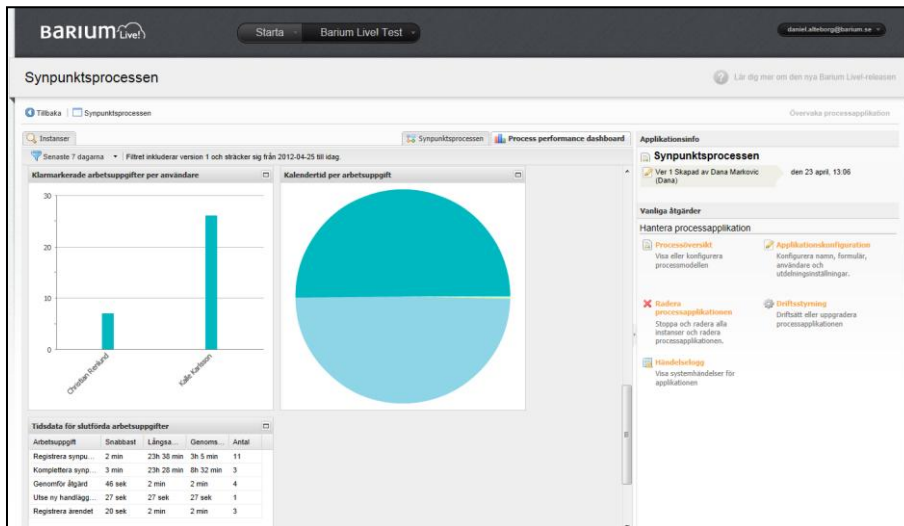 BARIUM Live!
Starta
Barium Live! Test
daniel.alteborg@barium.se
Synpunktsprocessen
Lär dig mer om den nya Barium Live!-releasen
Tillbaka
Synpunktsprocessen
Övervaka processapplikation
Instanser
Synpunktsprocessen
Process performance dashboard
Senaste 7 dagarna
Filtret inkluderar version 1 och sträcker sig från 2012-04-25 till idag.
Klarmarkerade arbetsuppgifter per användare
30
20
10
0
Christian Renlund
Kalle Karlsson
Kalendertid per arbetsuppgift
Tidsdata för slutförda arbetsuppgifter
Arbetsuppgift Snabbast Långsa... Genoms... Antal
Registrera synpu... 2 min 23h 38 min 3h 5 min 11
Komplettera synp... 3 min 23h 28 min 8h 32 min 3
Genomför åtgärd 46 sek 2 min 2 min 4
Utse ny handlägg... 27 sek 27 sek 27 sek 1
Registrera ärendet 20 sek 2 min 2 min 3
Applikationsinfo
Synpunktsprocessen
Ver 1 Skapad av Dana Markovic
(Dana)
den 23 april, 13:06
Vanliga åtgärder
Hantera processapplikation
Processöversikt
Visa eller konfigurera
processmodellen
Applikationskonfiguration
Konfigurera namn, formulär,
användare och
utdelningsinställningar.
Radera
processapplikationen
Stoppa och radera alla
instanser och radera
processapplikationen.
Driftsstyrning
Driftsätt eller uppgradera
processapplikationen
Händelselogg
Visa systemhändelser för
applikationen